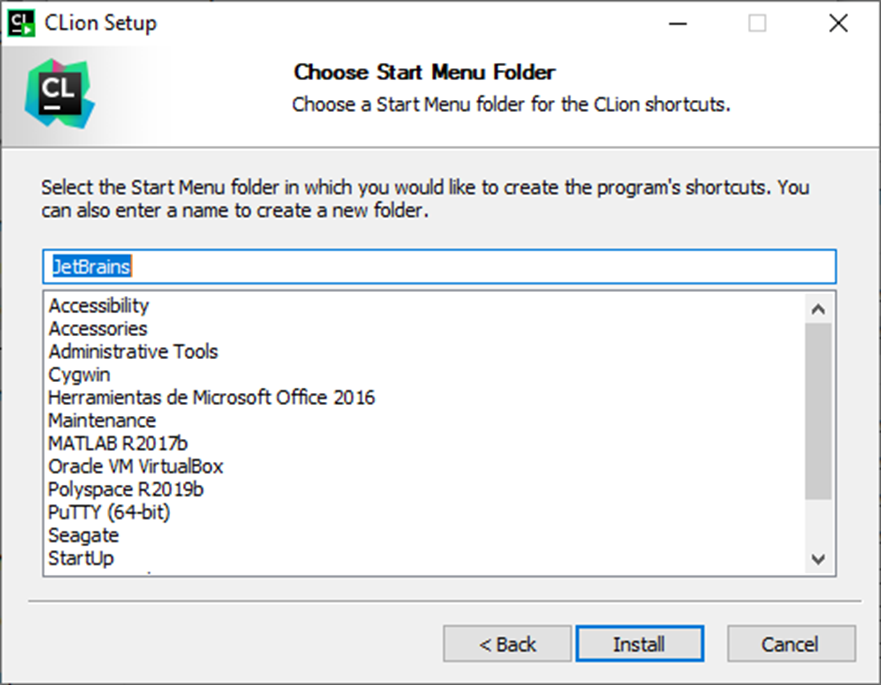 CLion Setup
CL
Choose Start Menu Folder
Choose a Start Menu folder for the CLion shortcuts.
Select the Start Menu folder in which you would like to create the program's shortcuts. You
can also enter a name to create a new folder.
JetBrains
Accessibility
Accessories
Administrative Tools
Cygwin
Herramientas de Microsoft Office 2016
Maintenance
MATLAB R2017b
Oracle VM VirtualBox
Polyspace R2019b
PuTTY (64-bit)
Seagate
StartUp
< Back
Install
Cancel